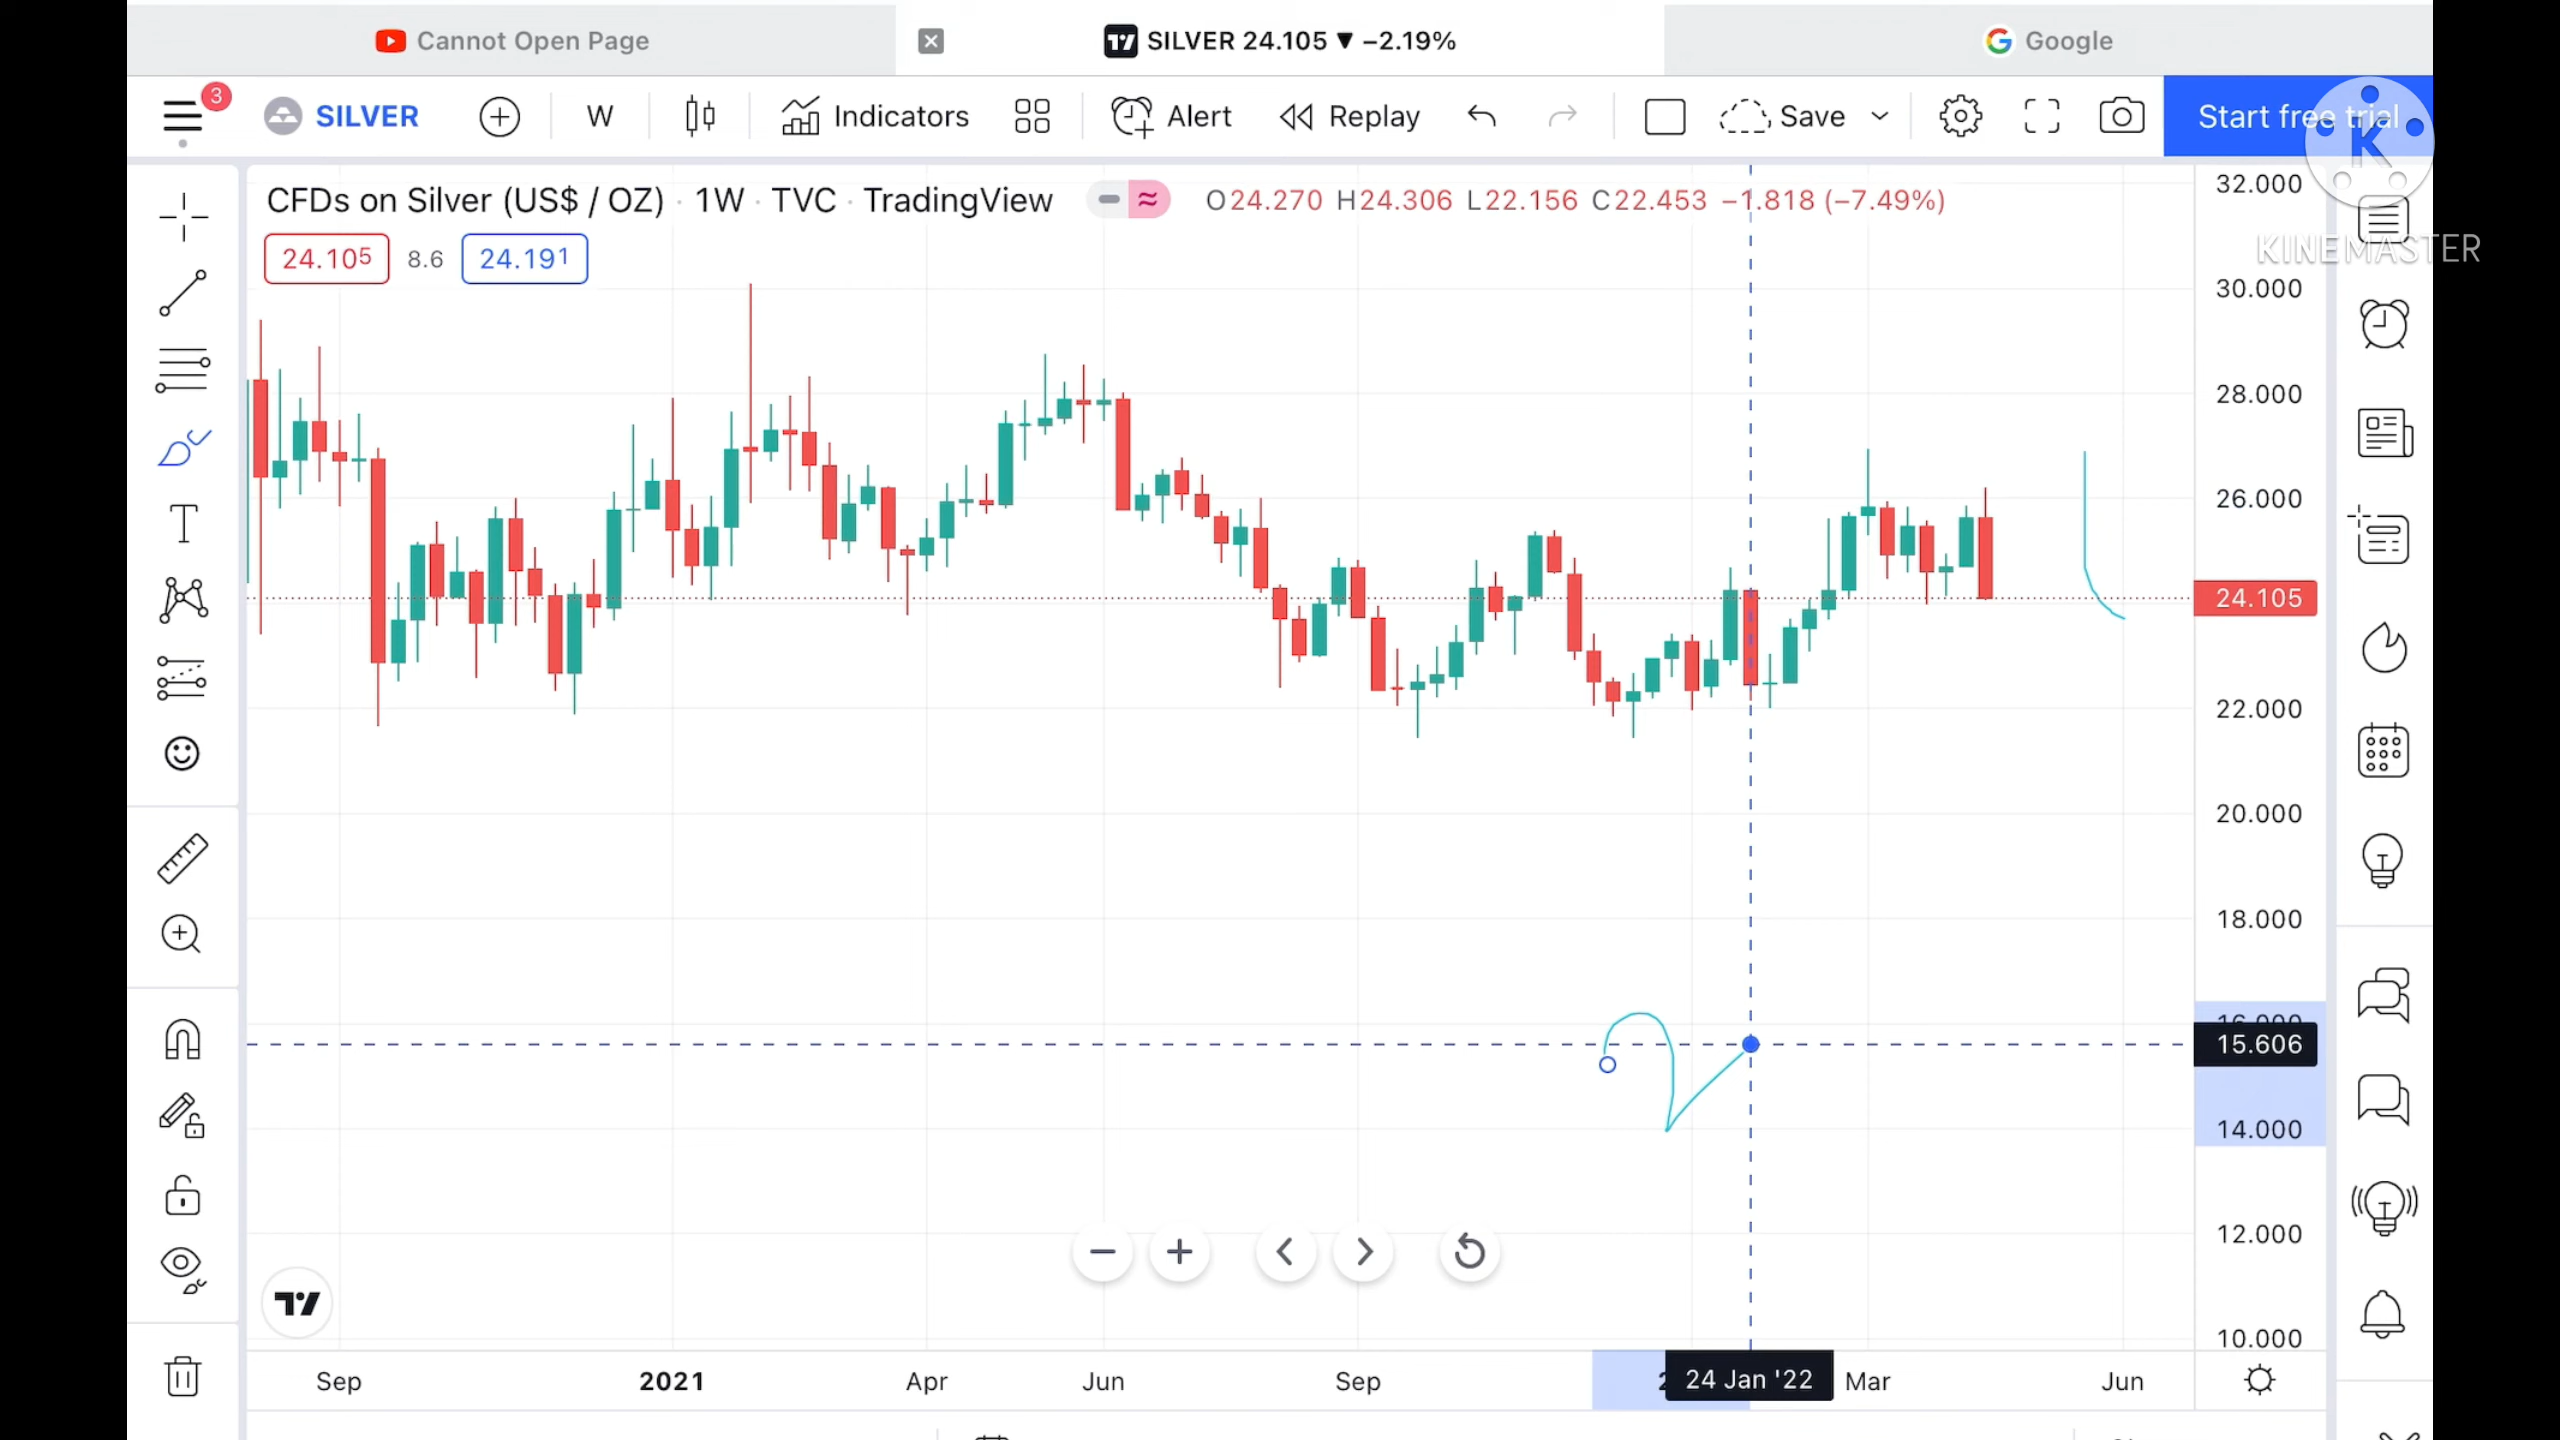 Cannot Open Page
SILVER 24.105 ▼ −2.19%
Google
3
SILVER
W
Indicators
Alert
Replay
Save
Start free trial
K
KINEMASTER
CFDs on Silver (US$ / OZ) · 1W · TVC · TradingView
O24.270 H24.306 L22.156 C22.453 −1.818 (−7.49%)
24.105
8.6
24.191
32.000
30.000
28.000
26.000
24.105
22.000
20.000
18.000
16.000
15.606
14.000
12.000
10.000
Sep
2021
Apr
Jun
Sep
24 Jan '22
Mar
Jun